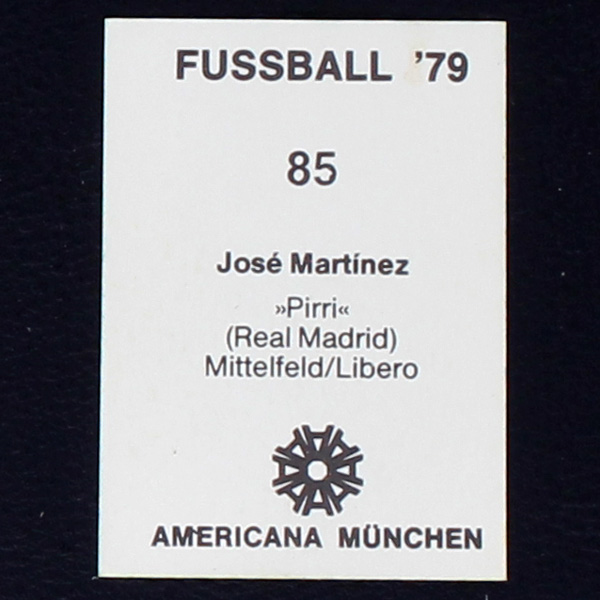 FUSSBALL '79
85
José Martínez
»Pirri«
(Real Madrid)
Mittelfeld/Libero
AMERICANA MÜNCHEN